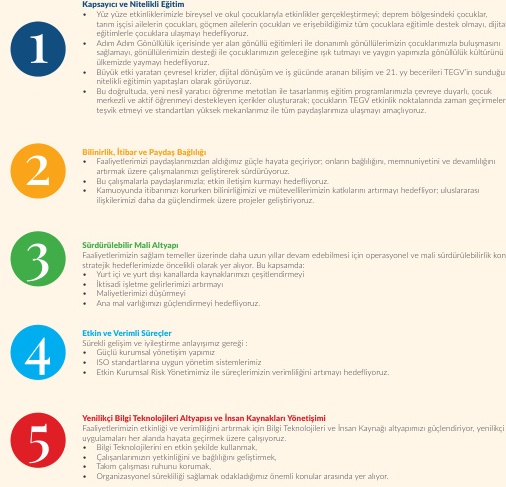 Kapsayıcı ve Nitelikli Eğitim
1
• Yüz yüze etkinliklerimizle bireysel ve okul çocuklarıyla etkinlikler gerçekleştirmeyi; deprem bölgesindeki çocuklar,
tarım işçisi ailelerin çocukları, göçmen ailelerin çocukları ve erişebildiğimiz tüm çocuklara eğitimle destek olmayı, dijita
eğitimlerle çocuklara ulaşmayı hedefliyoruz.
• Adım Adım Gönüllülük içerisinde yer alan gönüllü eğitimleri ile donanımlı gönüllülerimizin çocuklarımızla buluşmasını
sağlamayı, gönüllülerimizin desteği ile çocuklarımızın geleceğine ışık tutmayı ve yaygın yapımızla gönüllülük kültürünü
ülkemizde yaymayı hedefliyoruz.
• Büyük etki yaratan çevresel krizler, dijital dönüşüm ve iş gücünde aranan bilişim ve 21. yy becerileri TEGV'in sunduğu
nitelikli eğitimin yapıtaşları olarak görüyoruz.
• Bu doğrultuda, yeni nesil yaratıcı öğrenme metotları ile tasarlanmış eğitim programlarımızla çevreye duyarlı, çocuk
merkezli ve aktif öğrenmeyi destekleyen içerikler oluşturarak; çocukların TEGV etkinlik noktalarında zaman geçirmeler
teşvik etmeyi ve standartları yüksek mekanlarımız ile tüm paydaşlarımıza ulaşmayı amaçlıyoruz.
2
Bilinirlik, İtibar ve Paydaş Bağlılığı
• Faaliyetlerimizi paydaşlarımızdan aldığımız güçle hayata geçiriyor; onların bağlılığını, memnuniyetini ve devamlılığını
artırmak üzere çalışmalarımızı geliştirerek sürdürüyoruz.
• Bu çalışmalarla paydaşlarımızla; etkin iletişim kurmayı hedefliyoruz.
• Kamuoyunda itibarımızı korurken bilinirliğimizi ve mütevellilerimizin katkılarını artırmayı hedefliyor; uluslararası
ilişkilerimizi daha da güçlendirmek üzere projeler geliştiriyoruz.
3
Sürdürülebilir Mali Altyapı
Faaliyetlerimizin sağlam temeller üzerinde daha uzun yıllar devam edebilmesi için operasyonel ve mali sürdürülebilirlik kon
stratejik hedeflerimizde öncelikli olarak yer alıyor. Bu kapsamda:
• Yurt içi ve yurt dışı kanallarda kaynaklarımızı çeşitlendirmeyi
• İktisadi işletme gelirlerimizi artırmayı
• Maliyetlerimizi düşürmeyi
• Ana mal varlığımızı güçlendirmeyi hedefliyoruz.
4
Etkin ve Verimli Süreçler
Sürekli gelişim ve iyileştirme anlayışımız gereği :
• Güçlü kurumsal yönetişim yapımız
• ISO standartlarına uygun yönetim sistemlerimiz
• Etkin Kurumsal Risk Yönetimimiz ile süreçlerimizin verimliliğini artımayı hedefliyoruz.
5
Yenilikçi Bilgi Teknolojileri Altyapısı ve İnsan Kaynakları Yönetişimi
Faaliyetlerimizin etkinliği ve verimliliğini artırmak için Bilgi Teknolojileri ve İnsan Kaynağı altyapımızı güçlendiriyor, yenilikçi
uygulamaları her alanda hayata geçirmek üzere çalışıyoruz.
• Bilgi Teknolojilerini en etkin şekilde kullanmak,
• Çalışanlarımızın yetkinliğini ve bağlılığını geliştirmek,
• Takım çalışması ruhunu korumak,
• Organizasyonel sürekliliği sağlamak odakladığımız önemli konular arasında yer alıyor.